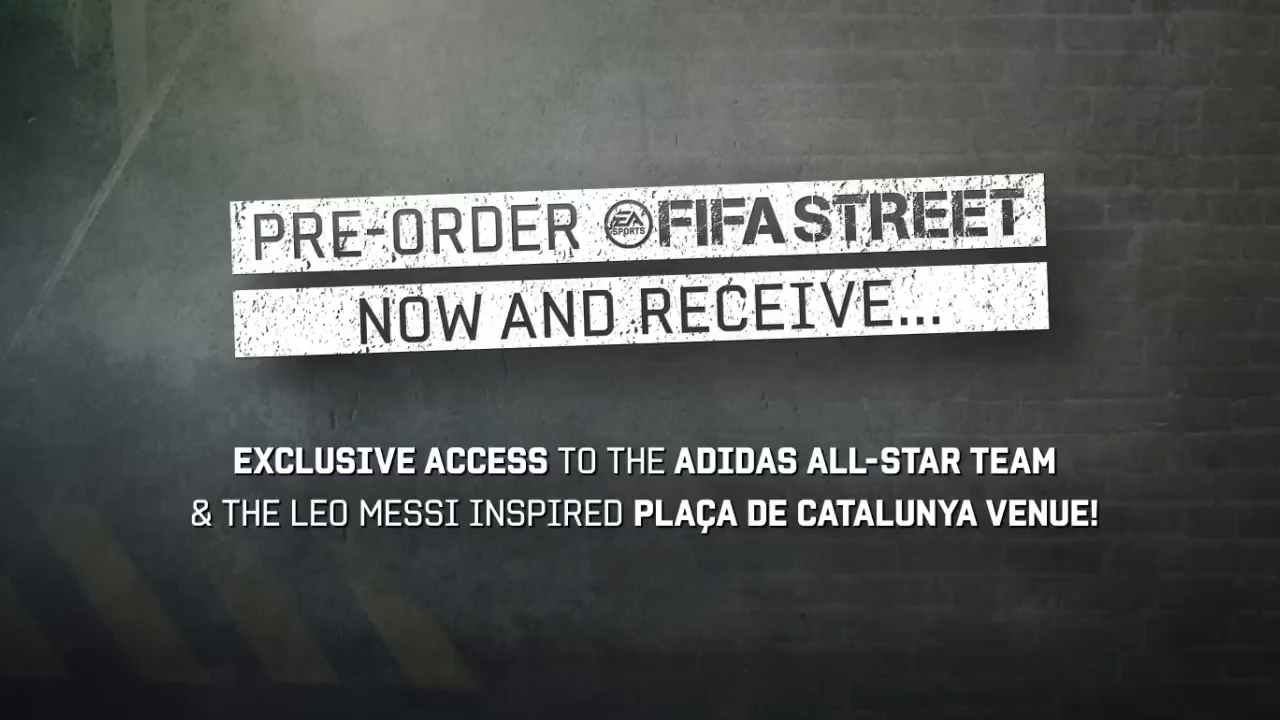 PRE-ORDER EA SPORTS FIFA STREET
NOW AND RECEIVE...
EXCLUSIVE ACCESS TO THE ADIDAS ALL-STAR TEAM
& THE LEO MESSI INSPIRED PLAÇA DE CATALUNYA VENUE!